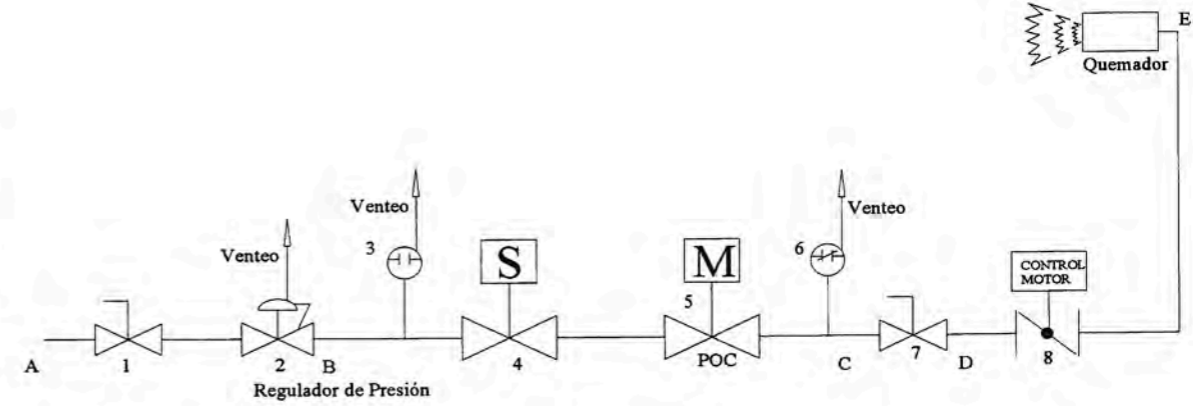 E
Quemador
Venteo
Venteo
Venteo
3
6
S
M
CONTROL
MOTOR
5
A
1
2
B
4
POC
C
7
D
8
Regulador de Presión